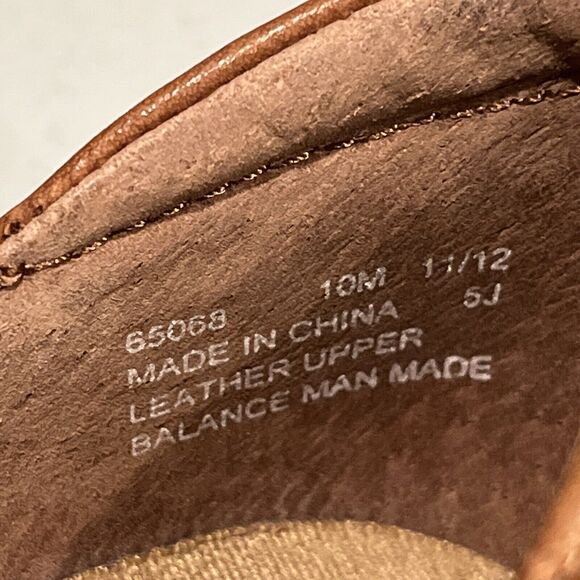 65068 10M 11/12
MADE IN CHINA 5J
LEATHER UPPER
BALANCE MAN MADE